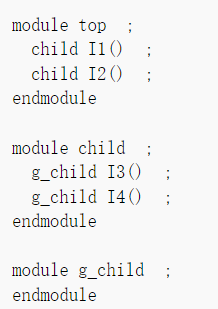 module top  ;
  child I1()  ;
  child I2()  ;
endmodule

module child  ;
  g_child I3()  ;
  g_child I4()  ;
endmodule

module g_child  ;
endmodule